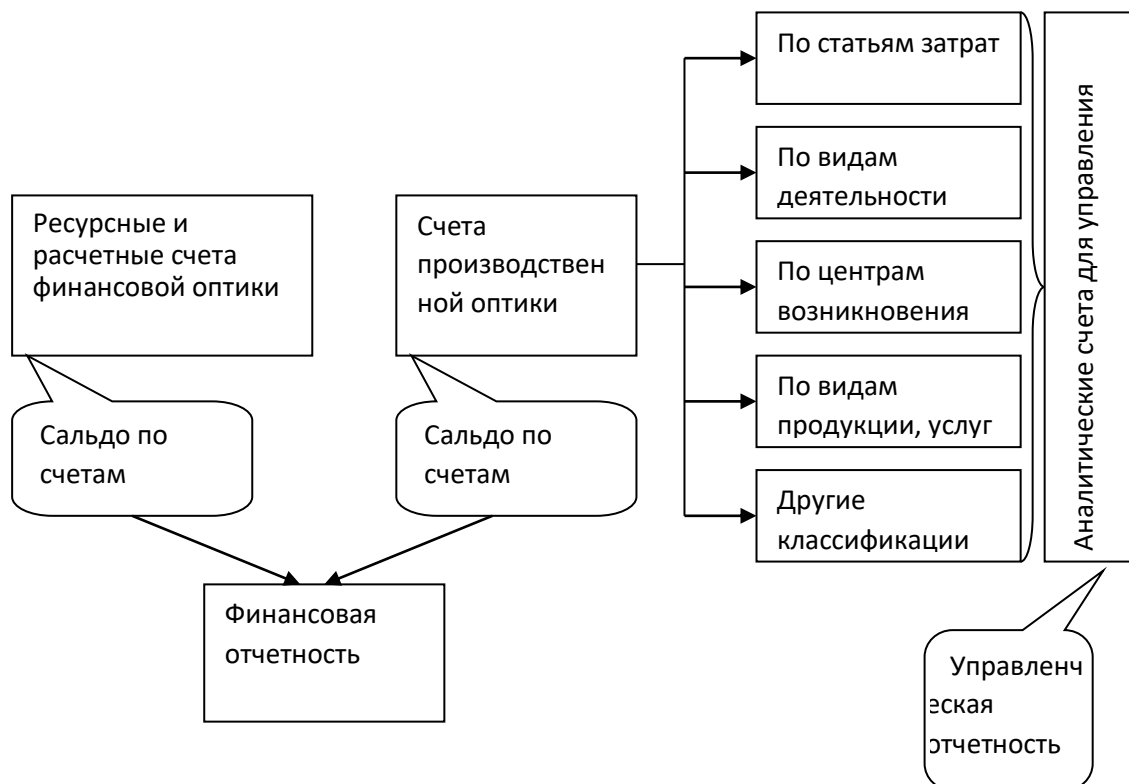 Ресурсные и
расчетные счета
финансовой оптики
Сальдо по
счетам
Счета
производствен
ной оптики
Сальдо по
счетам
Финансовая
отчетность
По статьям затрат
По видам
деятельности
По центрам
возникновения
По видам
продукции, услуг
Другие
классификации
Аналитические счета для управления
Управленч
еская
отчетность